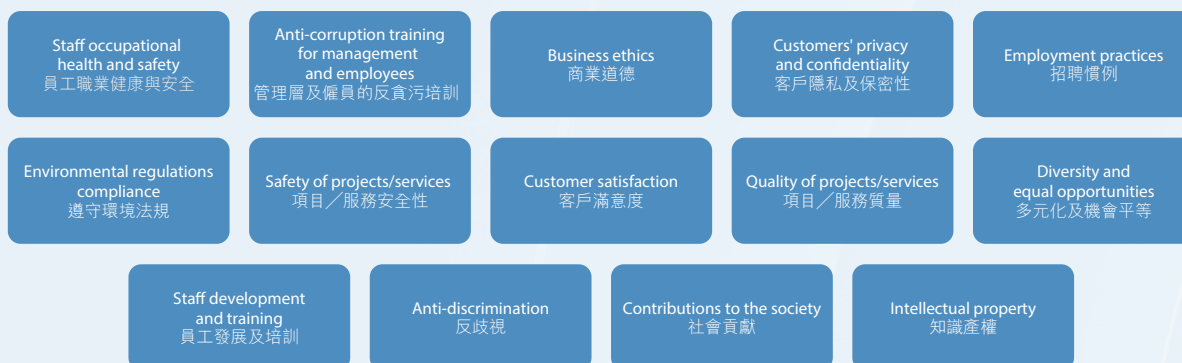 Staff occupational
health and safety
員工職業健康與安全
Anti-corruption training
for management
and employees
管理層及僱員的反貪污培訓
Business ethics
商業道德
Customers' privacy
and confidentiality
客戶隱私及保密性
Employment practices
招聘慣例
Environmental regulations
compliance
遵守環境法規
Safety of projects/services
項目／服務安全性
Customer satisfaction
客戶滿意度
Quality of projects/services
項目／服務質量
Diversity and
equal opportunities
多元化及機會平等
Staff development
and training
員工發展及培訓
Anti-discrimination
反歧視
Contributions to the society
社會貢獻
Intellectual property
知識產權